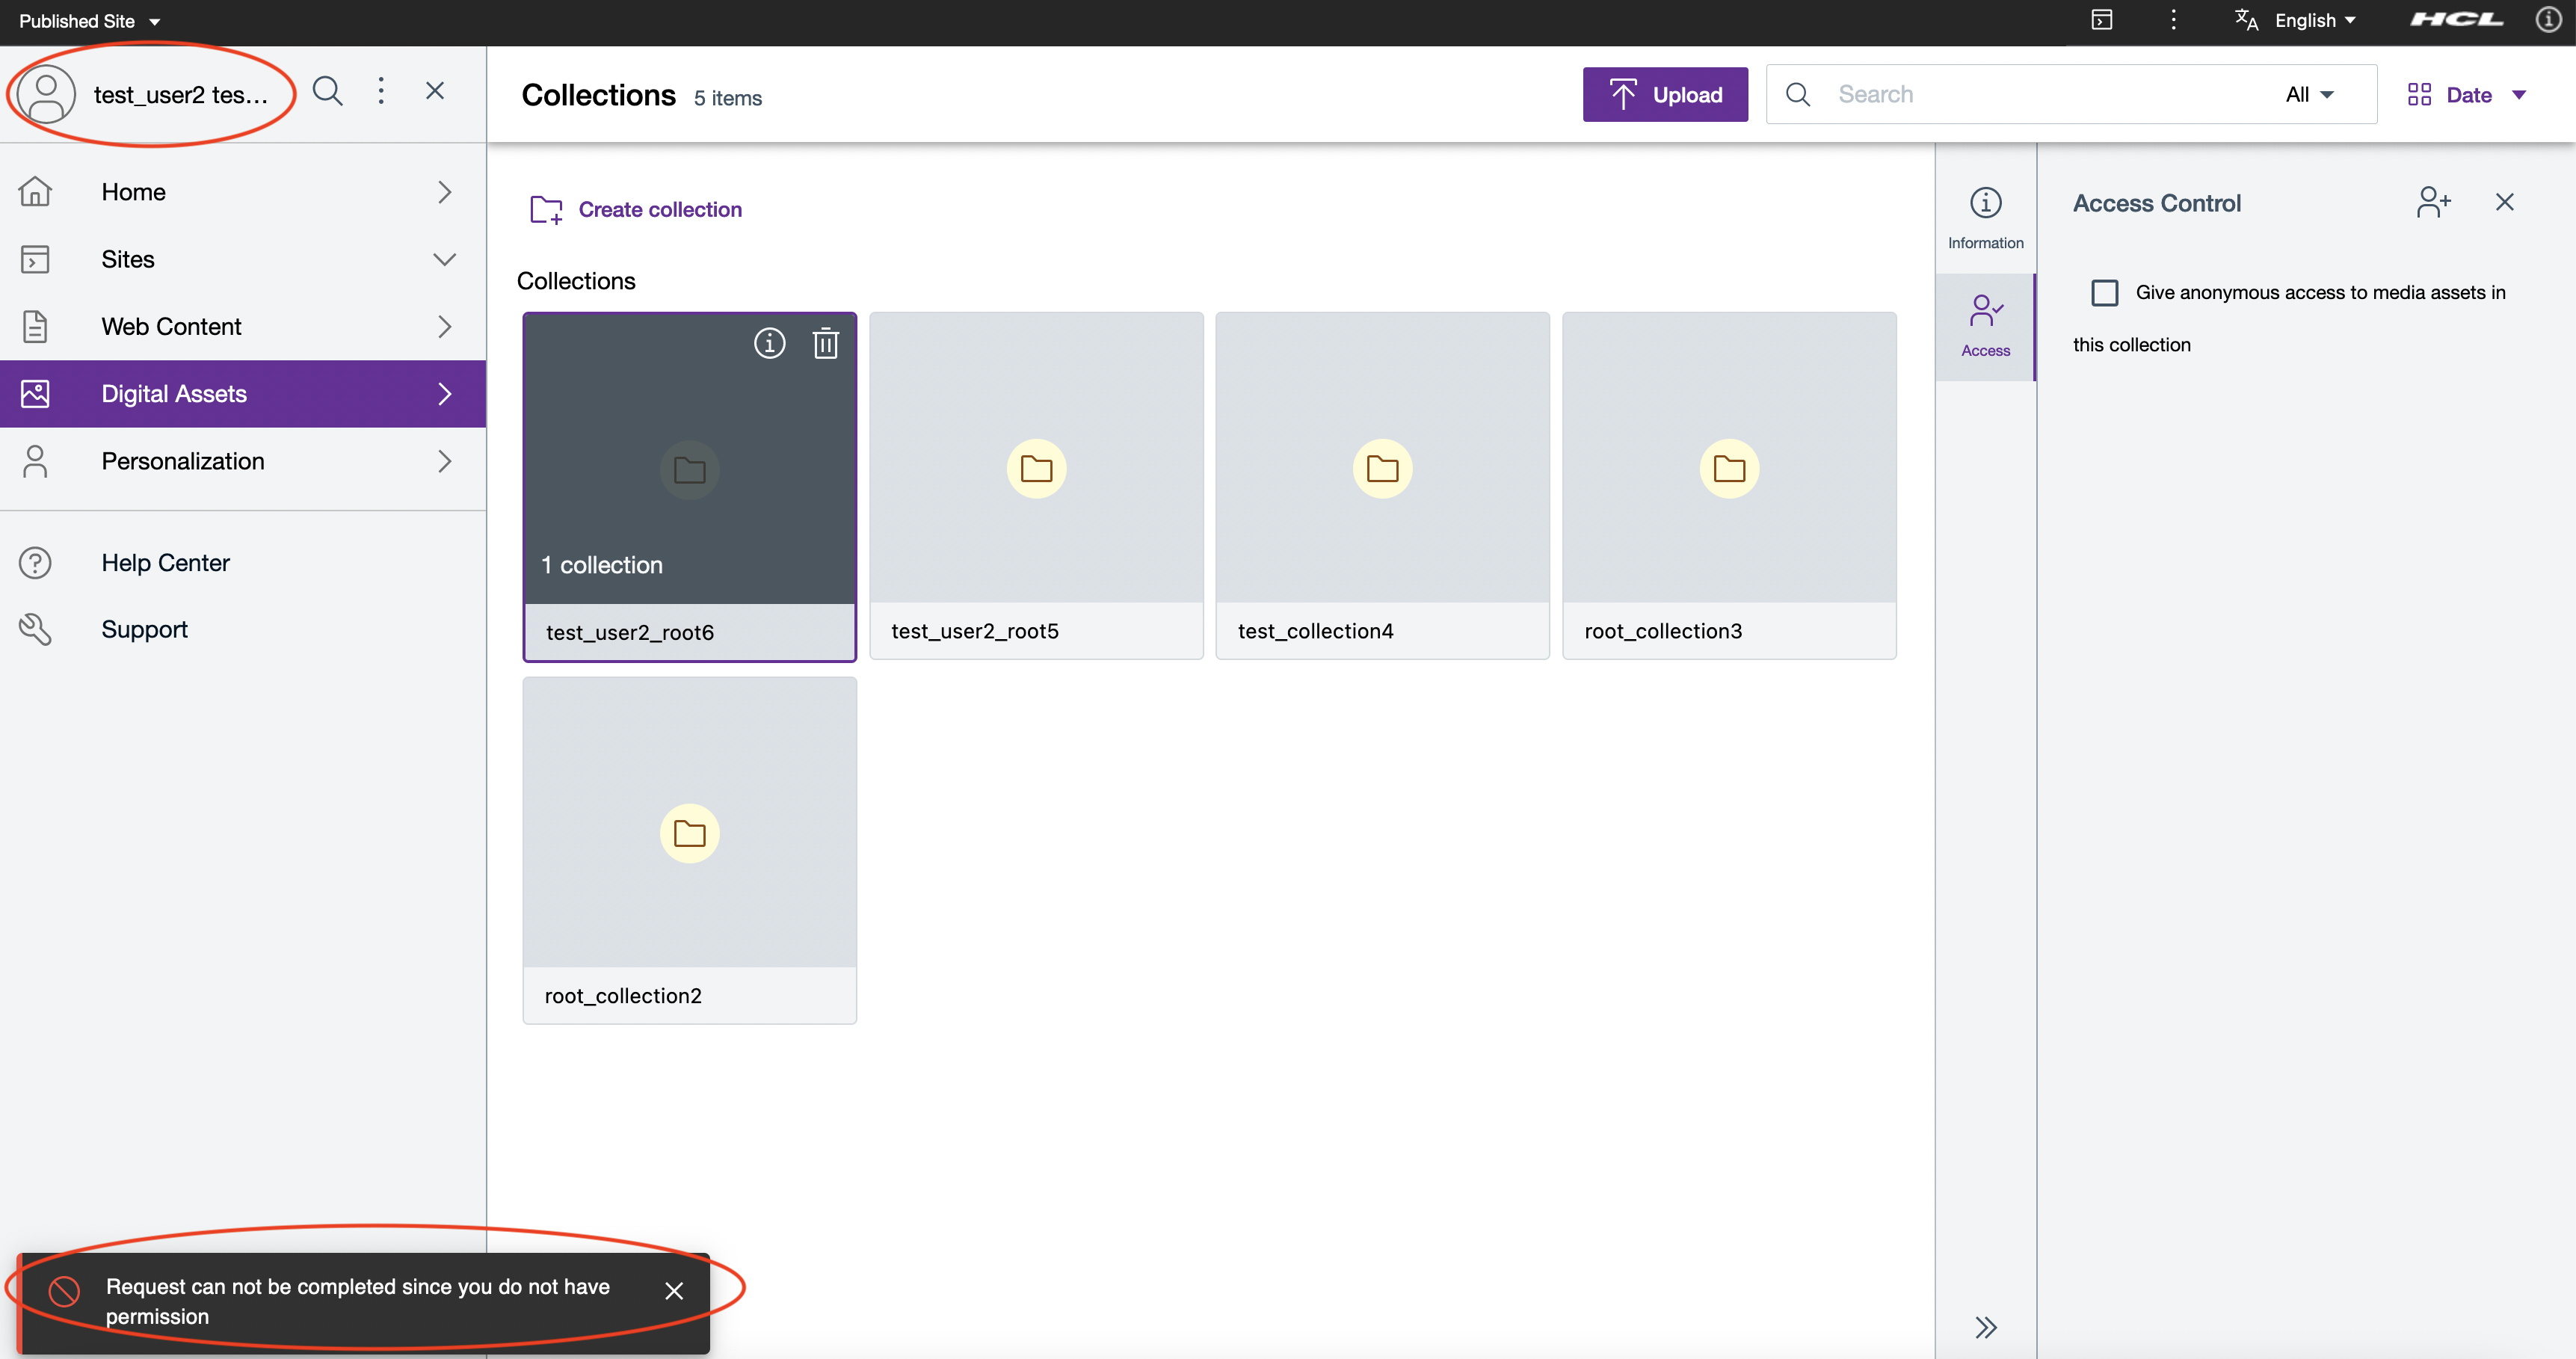 Published Site
English
HCL
test_user2 tes...
Collections 5 items
Upload
Search
All
Date
Home
Sites
Web Content
Digital Assets
Personalization
Help Center
Support
Create collection
Collections
1 collection
test_user2_root6
test_user2_root5
test_collection4
root_collection3
root_collection2
Information
Access
Access Control
Give anonymous access to media assets in
this collection
Request can not be completed since you do not have
permission